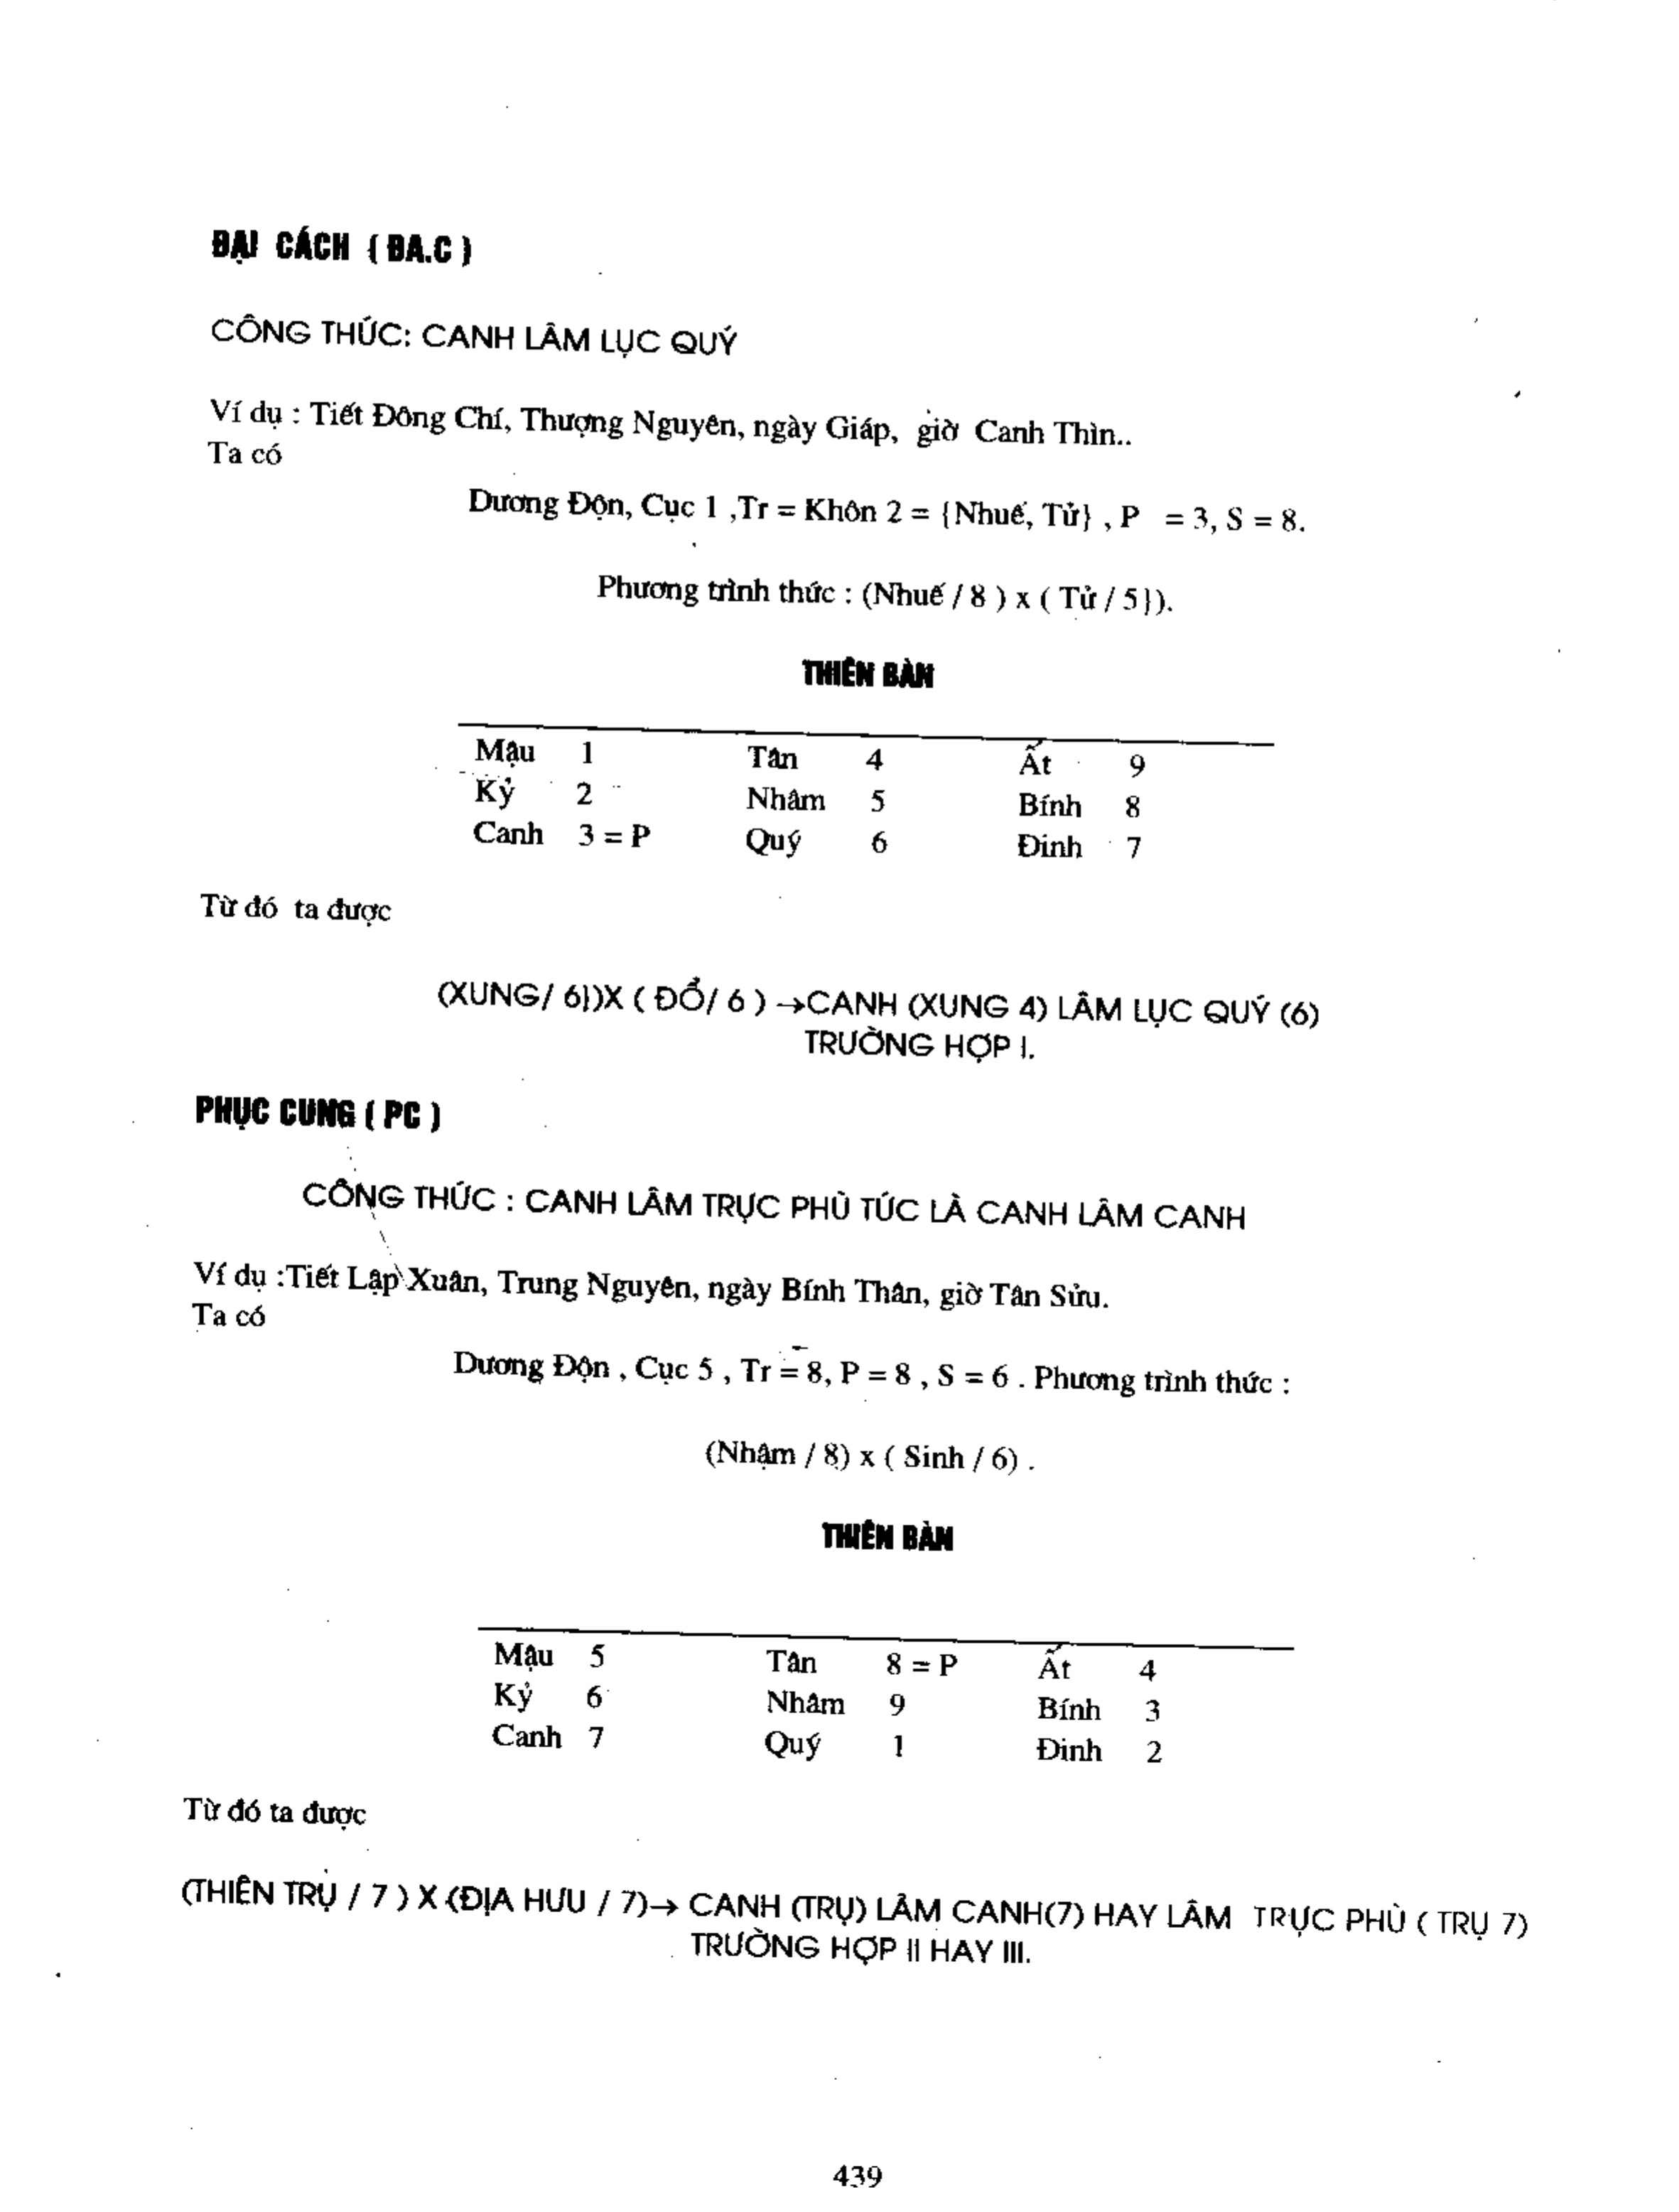 ĐẠI CÁCH ( ĐA.C )
CÔNG THỨC: CANH LÂM LỤC QUÝ
Ví dụ : Tiết Đông Chí, Thượng Nguyên, ngày Giáp, giờ Canh Thìn..
Ta có
Dương Độn, Cục 1 ,Tr = Khôn 2 = {Nhuế, Tử} , P = 3, S = 8.
Phương trình thức : (Nhuế / 8 ) x ( Tử / 5}).
THIÊN BÀN
Mậu 1 Tân 4 Ất 9
Kỷ 2 Nhâm 5 Bính 8
Canh 3 = P Quý 6 Đinh 7
Từ đó ta được
(XUNG/ 6})X ( ĐỔ/ 6 ) →CANH (XUNG 4) LÂM LỤC QUÝ (6)
TRƯỜNG HỢP I.
PHỤC CUNG ( PC )
CÔNG THỨC : CANH LÂM TRỰC PHÙ TỨC LÀ CANH LÂM CANH
Ví dụ :Tiết Lập Xuân, Trung Nguyên, ngày Bính Thân, giờ Tân Sửu.
Ta có
Dương Độn , Cục 5 , Tr = 8, P = 8 , S = 6 . Phương trình thức :
(Nhậm / 8) x ( Sinh / 6) .
THIÊN BÀN
Mậu 5 Tân 8 = P Ất 4
Kỷ 6 Nhâm 9 Bính 3
Canh 7 Quý 1 Đinh 2
Từ đó ta được
(THIÊN TRỤ / 7 ) X (ĐỊA HƯU / 7)→ CANH (TRỤ) LÂM CANH(7) HAY LÂM TRỰC PHÙ ( TRỤ 7)
TRƯỜNG HỢP II HAY III.
439